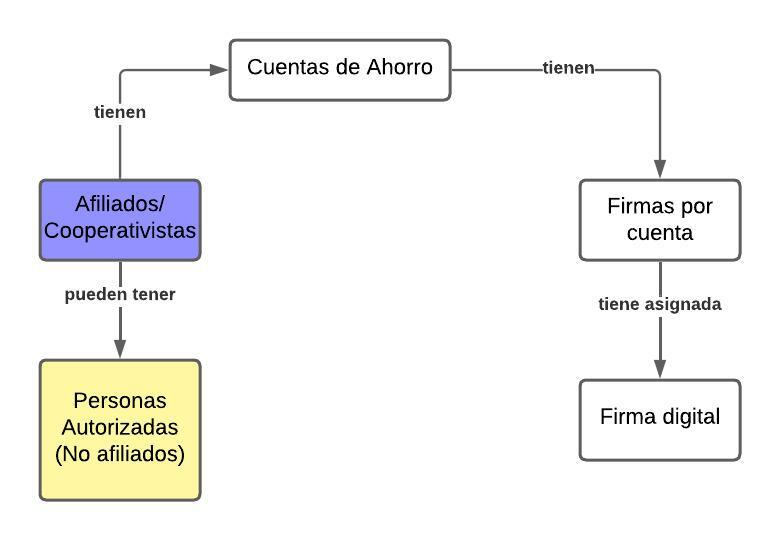 Cuentas de Ahorro
tienen
tienen
Afiliados/
Cooperativistas
Firmas por
cuenta
pueden tener
tiene asignada
Personas
Autorizadas
(No afiliados)
Firma digital